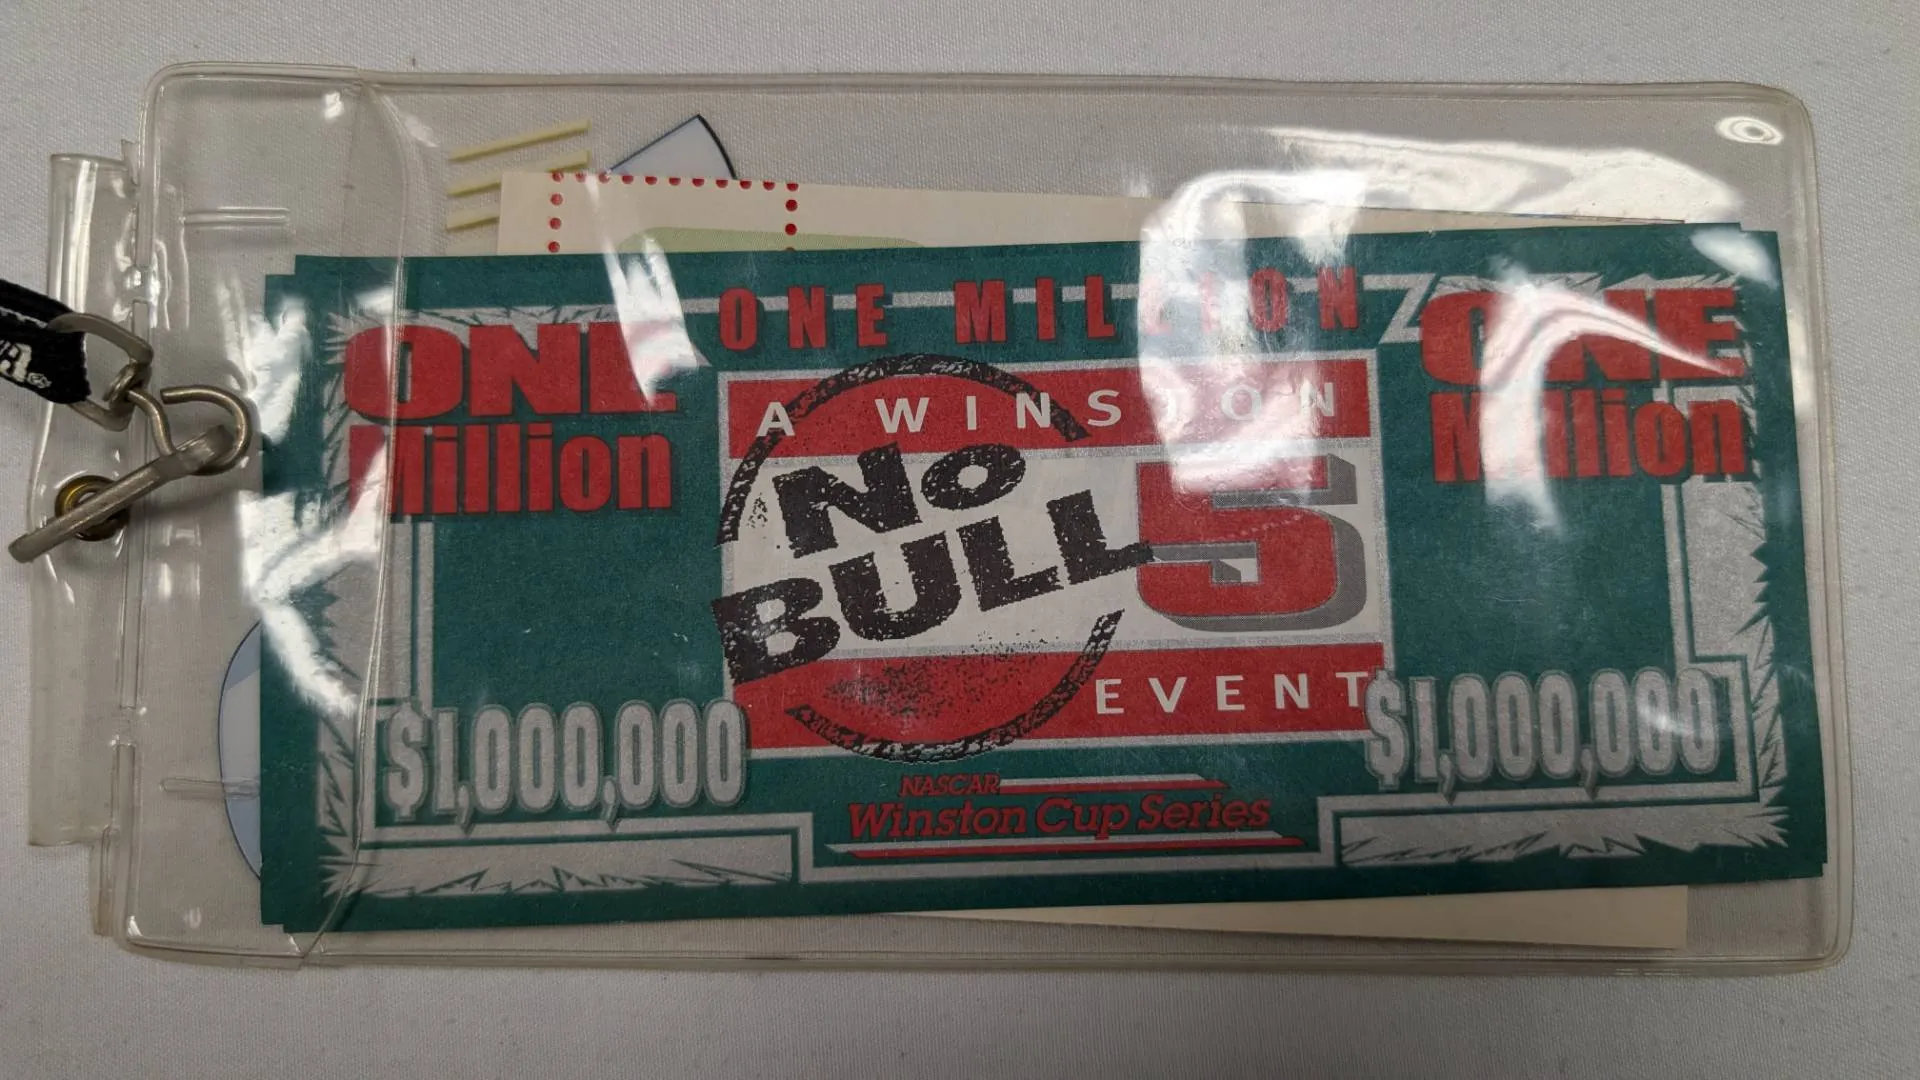 ONE MILLION
ONE
Million
ONE
Million
A WINSTON
No
BULL
5
EVENT
$1,000,000
$1,000,000
NASCAR
Winston Cup Series